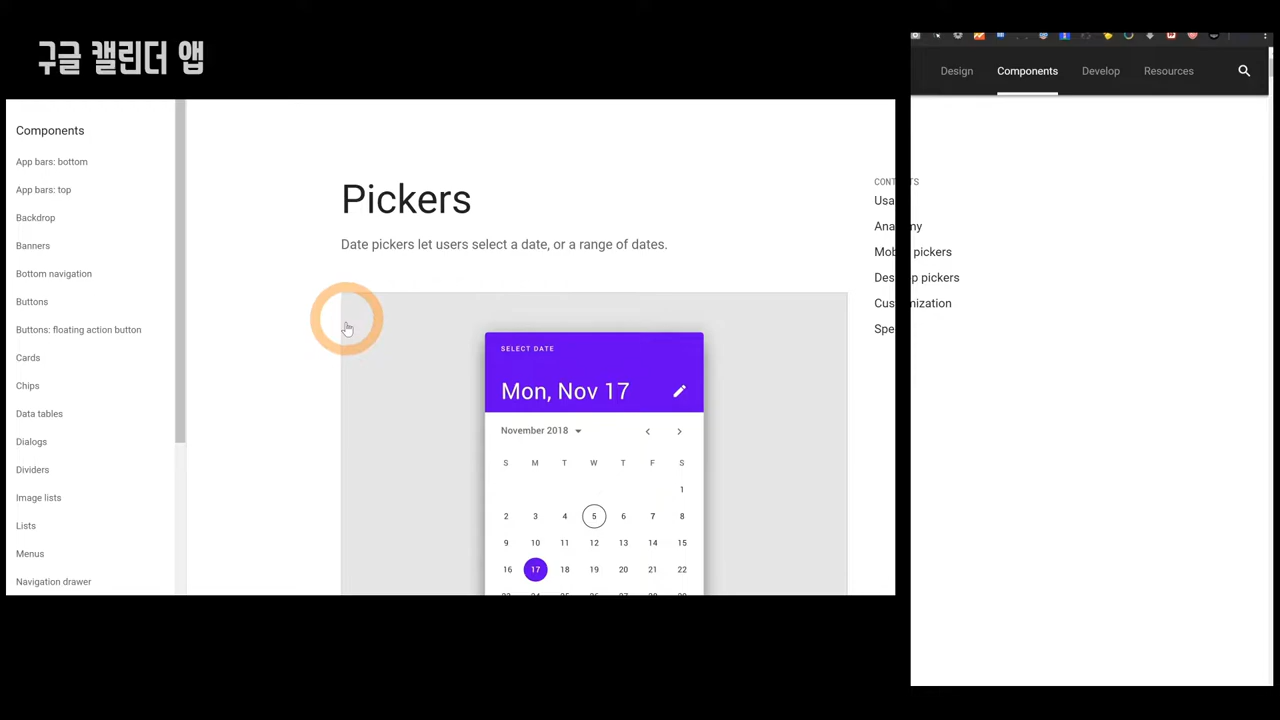 구글 캘린더 앱
Design Components Develop Resources
Components
App bars: bottom
App bars: top
Backdrop
Banners
Bottom navigation
Buttons
Buttons: floating action button
Cards
Chips
Data tables
Dialogs
Dividers
Image lists
Lists
Menus
Navigation drawer
Pickers
Date pickers let users select a date, or a range of dates.
SELECT DATE
Mon, Nov 17
November 2018
S M T W T F S
1
2 3 4 5 6 7 8
9 10 11 12 13 14 15
16 17 18 19 20 21 22
pickers
pickers